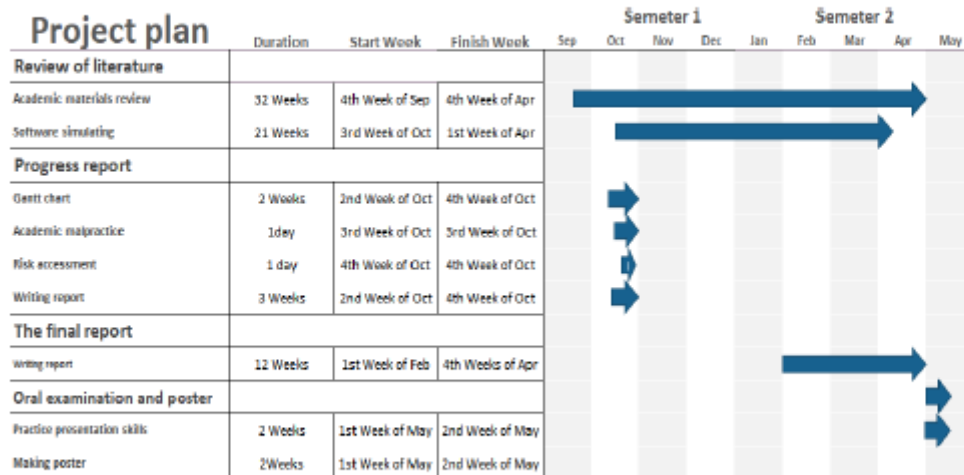 Semeter 1 Semeter 2
Project plan Duration Start Week Finish Week Sep Oct Nov Dec Jan Feb Mar Apr May
Review of literature
Academic materials review 32 Weeks 4th Week of Sep 4th Week of Apr
Software simulating 21 Weeks 3rd Week of Oct 1st Week of Apr
Progress report
Gantt chart 2 Weeks 2nd Week of Oct 4th Week of Oct
Academic malpractice 1day 3rd Week of Oct 3rd Week of Oct
Risk accessment 1 day 4th Week of Oct 4th Week of Oct
Writing report 3 Weeks 2nd Week of Oct 4th Week of Oct
The final report
Writing report 12 Weeks 1st Week of Feb 4th Weeks of Apr
Oral examination and poster
Practice presentation skills 2 Weeks 1st Week of May 2nd Week of May
Making poster 2Weeks 1st Week of May 2nd Week of May